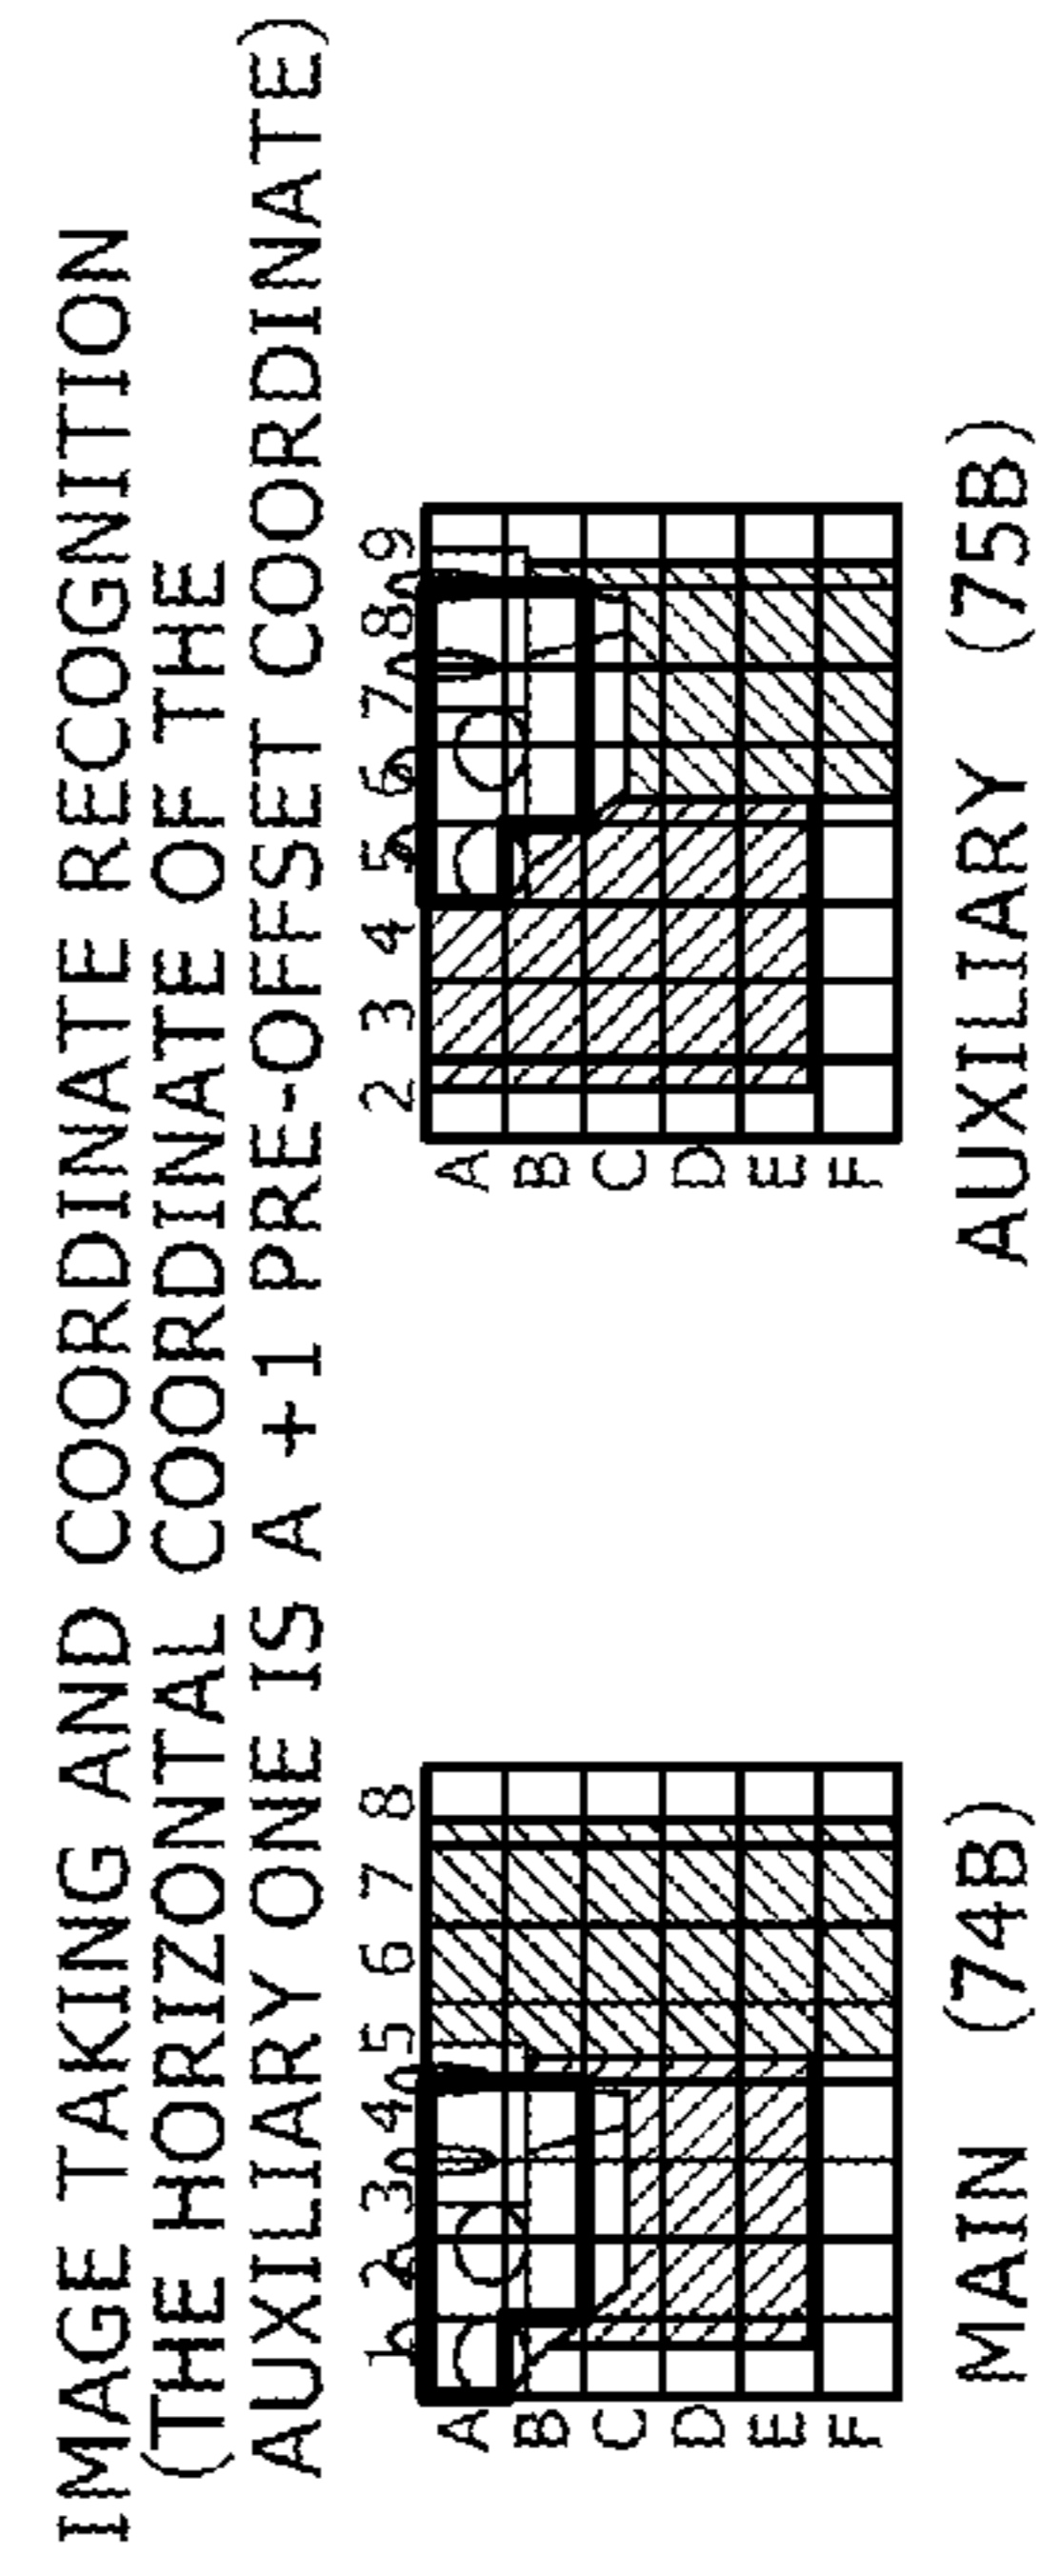 IMAGE TAKING AND COORDINATE RECOGNITION
(THE HORIZONTAL COORDINATE OF THE
AUXILIARY ONE IS A +1 PRE-OFFSET COORDINATE)
1 2 3 4 5 6 7 8
A
B
C
D
E
F
MAIN (74B)
2 3 4 5 6 7 8 9
A
B
C
D
E
F
AUXILIARY (75B)